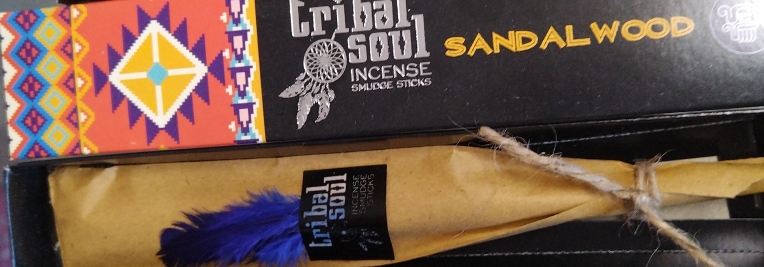 tribal
soul
INCENSE
SMUDGE STICKS
SANDALWOOD
tribal
soul
INCENSE
SMUDGE
STICKS